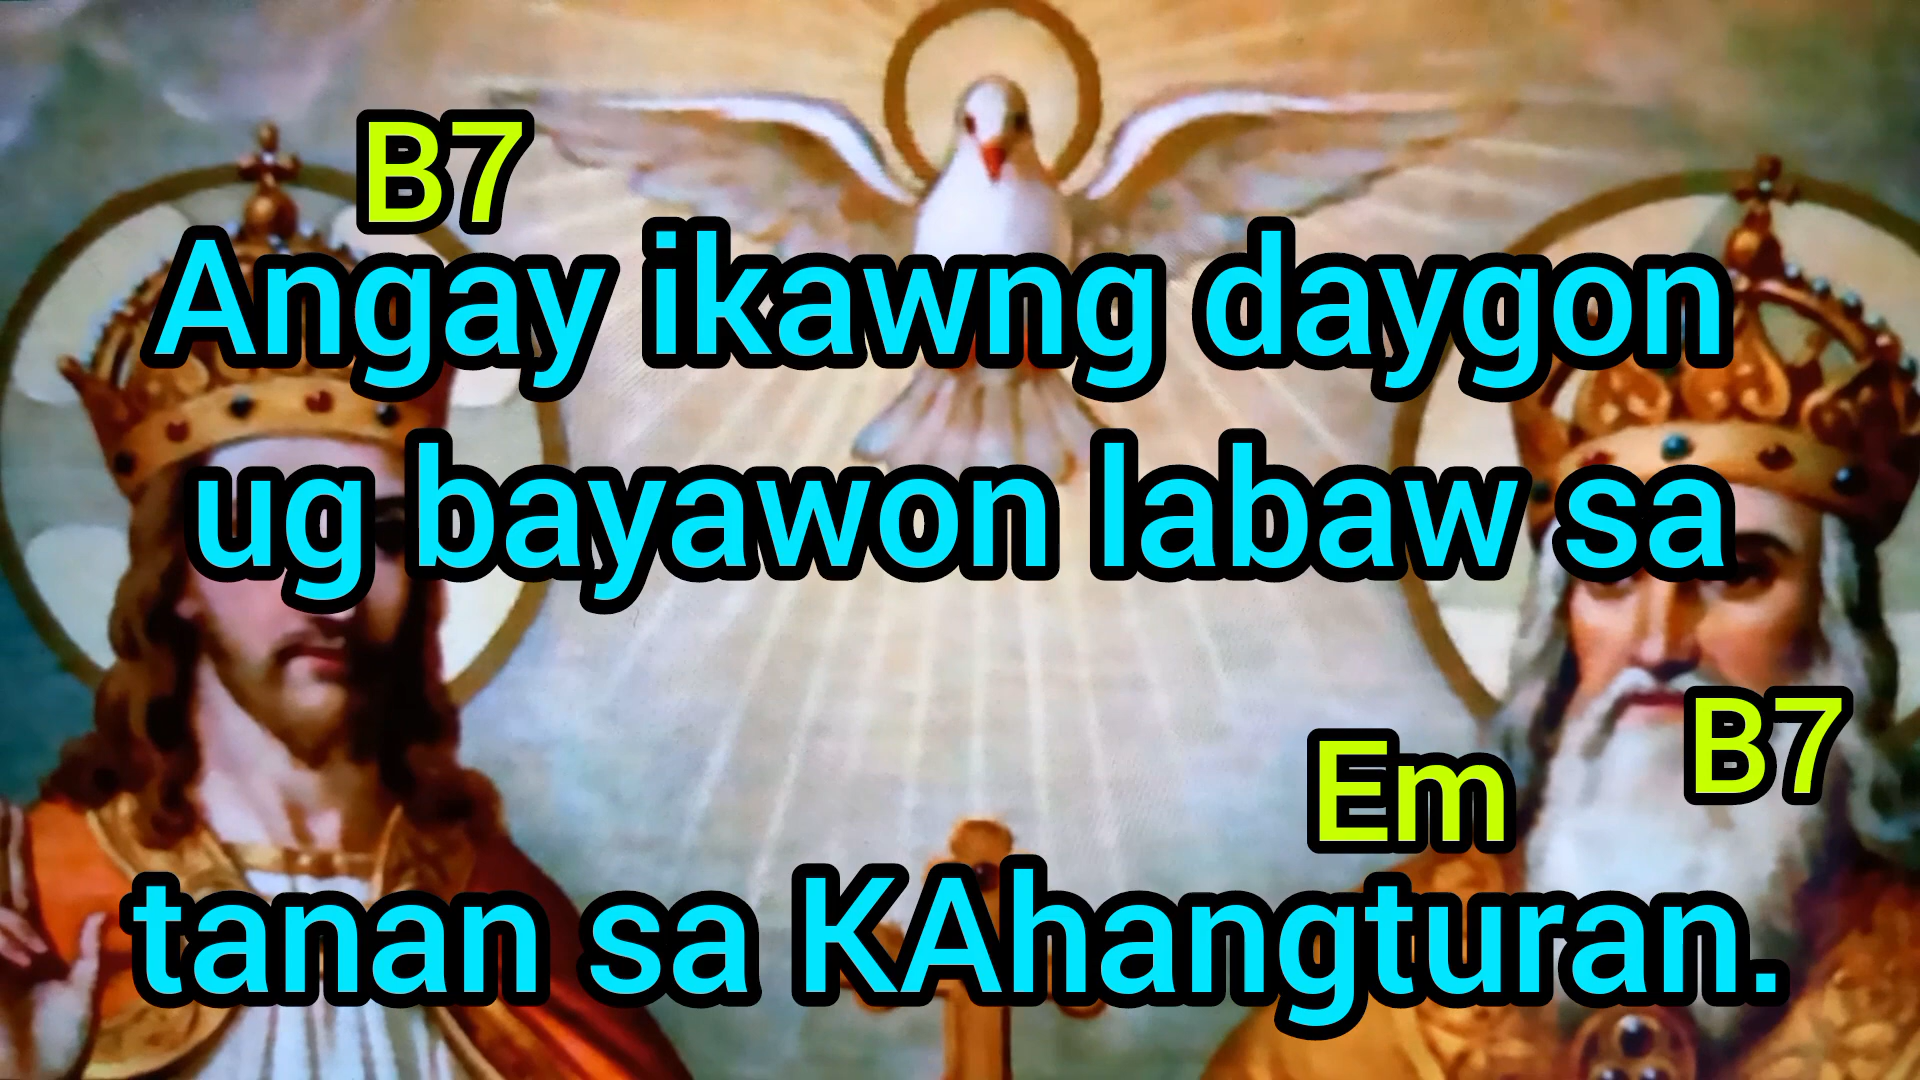 B7
Angay ikawng daygon
ug bayawon labaw sa
Em B7
tanan sa KAhangturan.